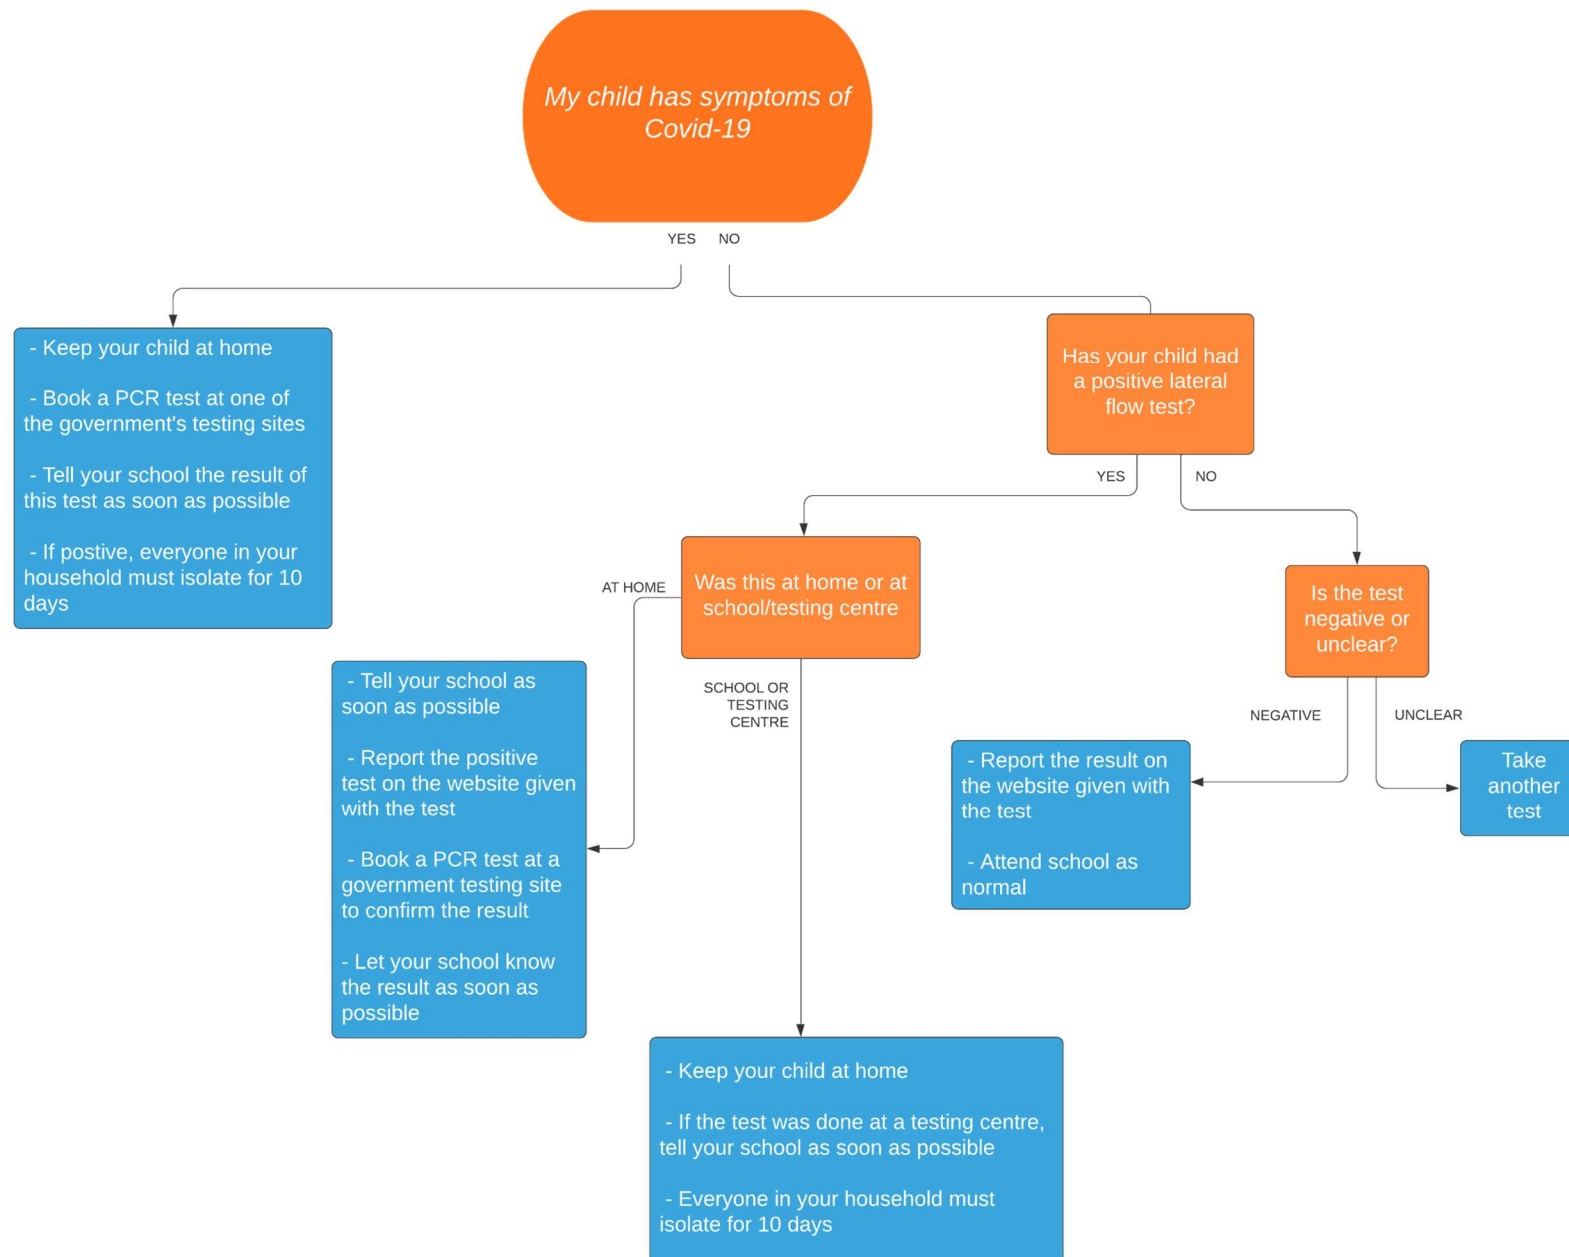 My child has symptoms of
Covid-19
YES
NO
- Keep your child at home
- Book a PCR test at one of
the government's testing sites
- Tell your school the result of
this test as soon as possible
- If postive, everyone in your
household must isolate for 10
days
Has your child had
a positive lateral
flow test?
YES
NO
AT HOME
Was this at home or at
school/testing centre
Is the test
negative or
unclear?
- Tell your school as
soon as possible
- Report the positive
test on the website given
with the test
- Book a PCR test at a
government testing site
to confirm the result
- Let your school know
the result as soon as
possible
SCHOOL OR
TESTING
CENTRE
NEGATIVE
UNCLEAR
- Report the result on
the website given with
the test
- Attend school as
normal
Take
another
test
- Keep your child at home
- If the test was done at a testing centre,
tell your school as soon as possible
- Everyone in your household must
isolate for 10 days